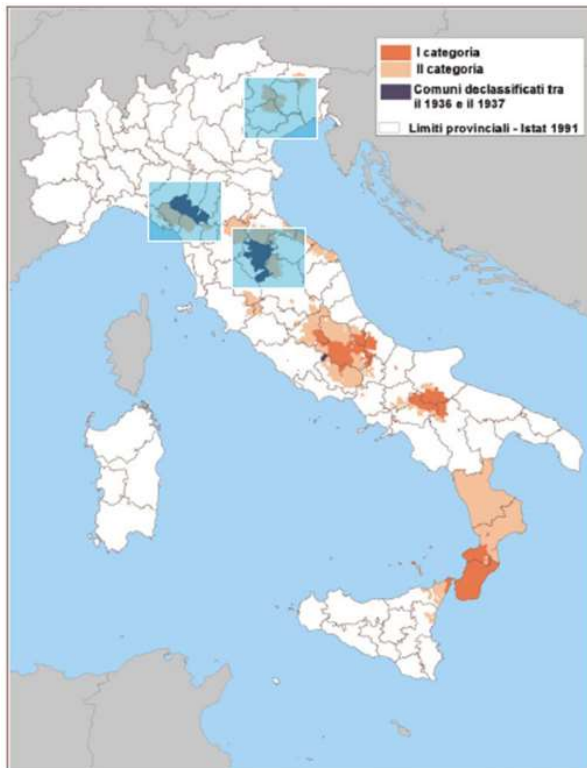 I categoria
II categoria
Comuni declassificati tra
il 1936 e il 1937
Limiti provinciali - Istat 1991